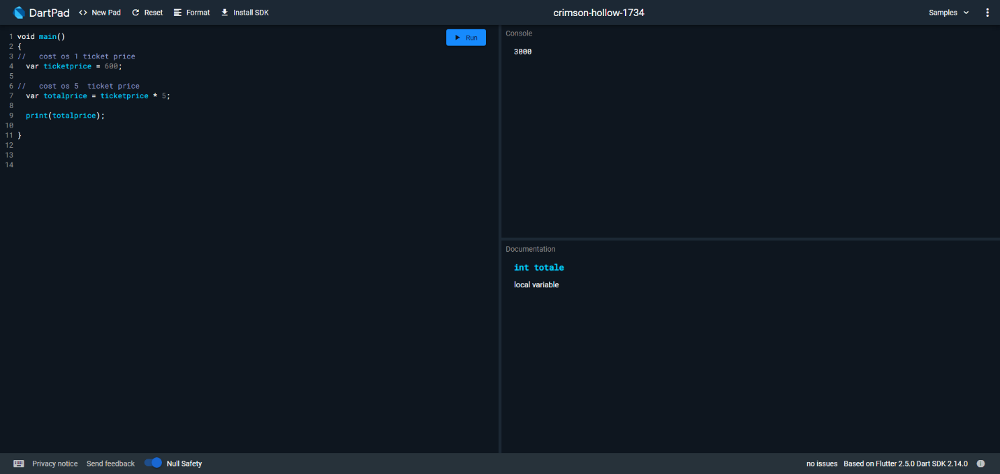 DartPad <> New Pad Reset Format Install SDK crimson-hollow-1734 Samples
1 void main()
2 {
3 //   cost os 1 ticket price
4   var ticketprice = 600;
5
6 //   cost os 5  ticket price
7   var totalprice = ticketprice * 5;
8
9   print(totalprice);
10
11 }
12
13
14
Run
Console
3000
Documentation
int totale
local variable
Privacy notice Send feedback Null Safety no issues Based on Flutter 2.5.0 Dart SDK 2.14.0